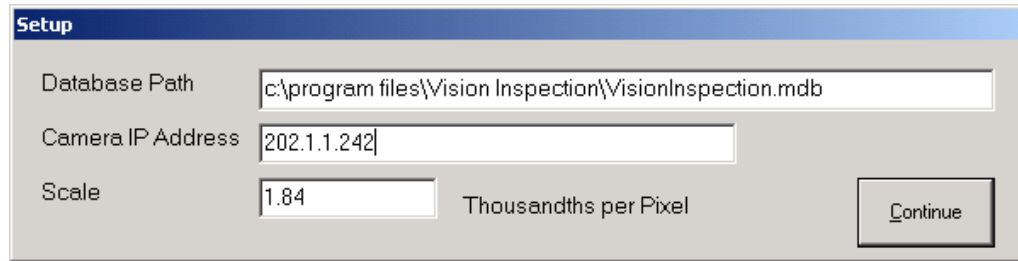 Setup
Database Path c:\program files\Vision Inspection\VisionInspection.mdb
Camera IP Address 202.1.1.242
Scale 1.84 Thousandths per Pixel
Continue